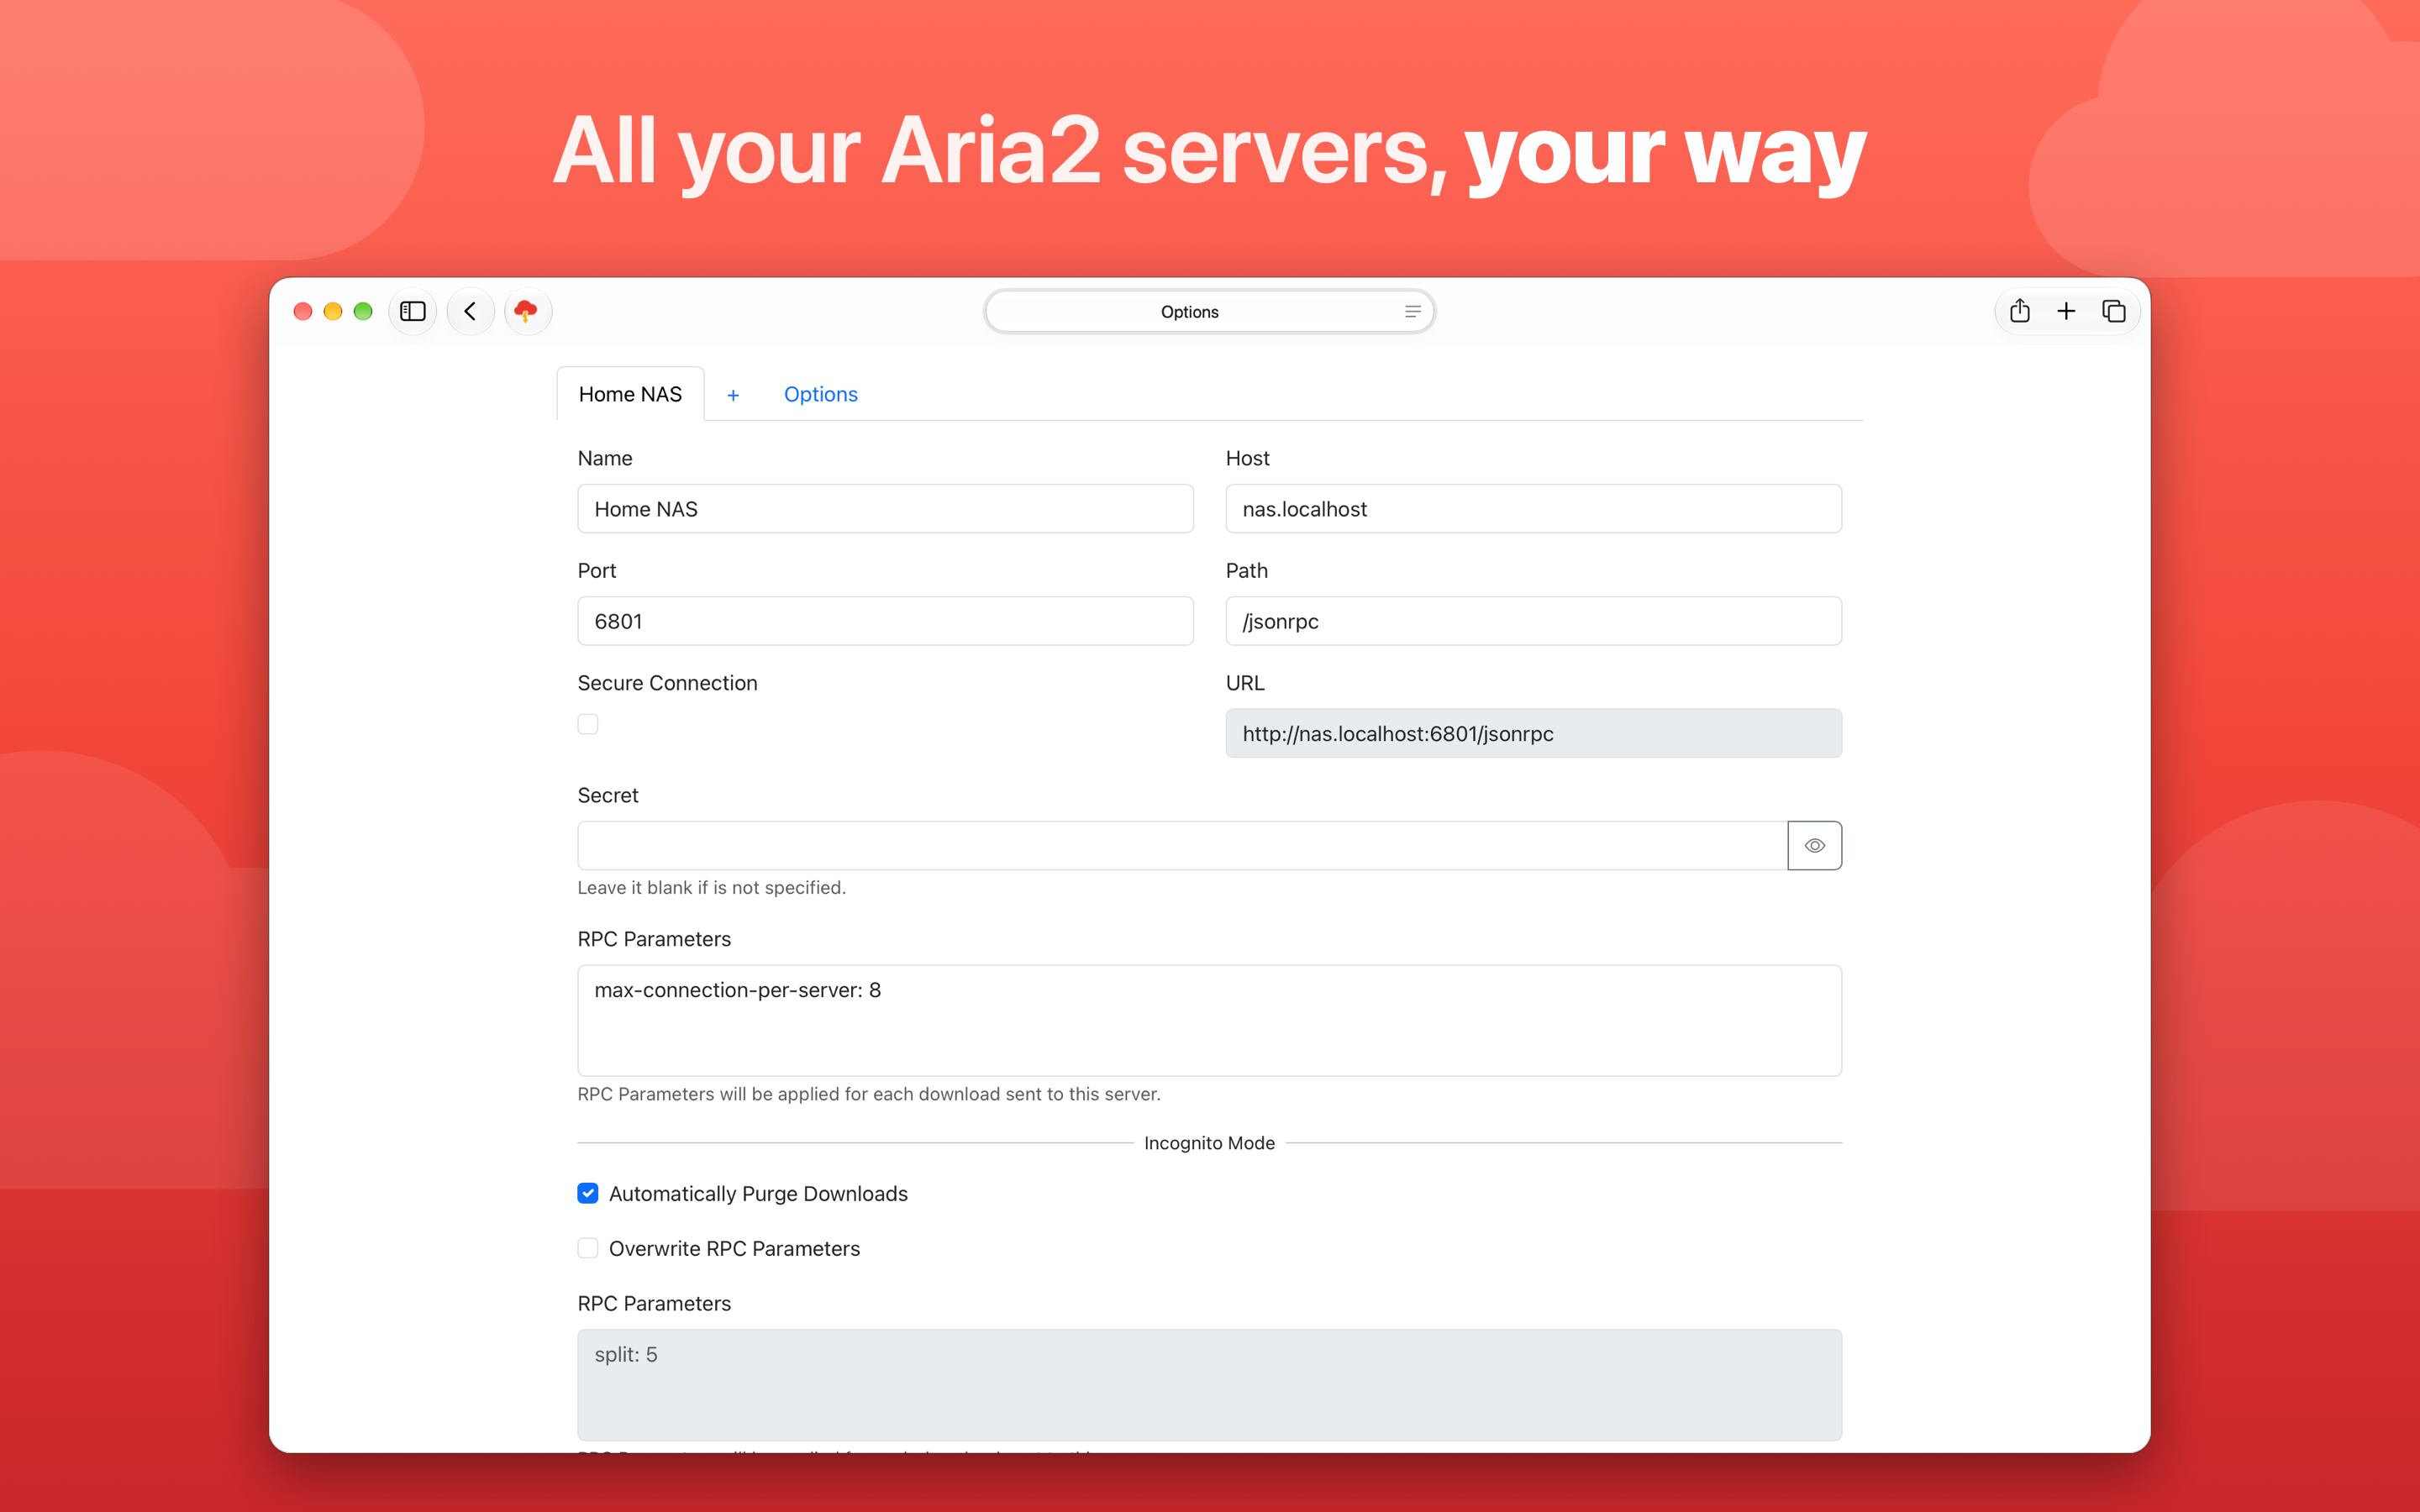 All your Aria2 servers, your way
Options
Home NAS + Options
Name Host
Home NAS nas.localhost
Port Path
6801 /jsonrpc
Secure Connection URL
http://nas.localhost:6801/jsonrpc
Secret
Leave it blank if is not specified.
RPC Parameters
max-connection-per-server: 8
RPC Parameters will be applied for each download sent to this server.
Incognito Mode
Automatically Purge Downloads
Overwrite RPC Parameters
RPC Parameters
split: 5